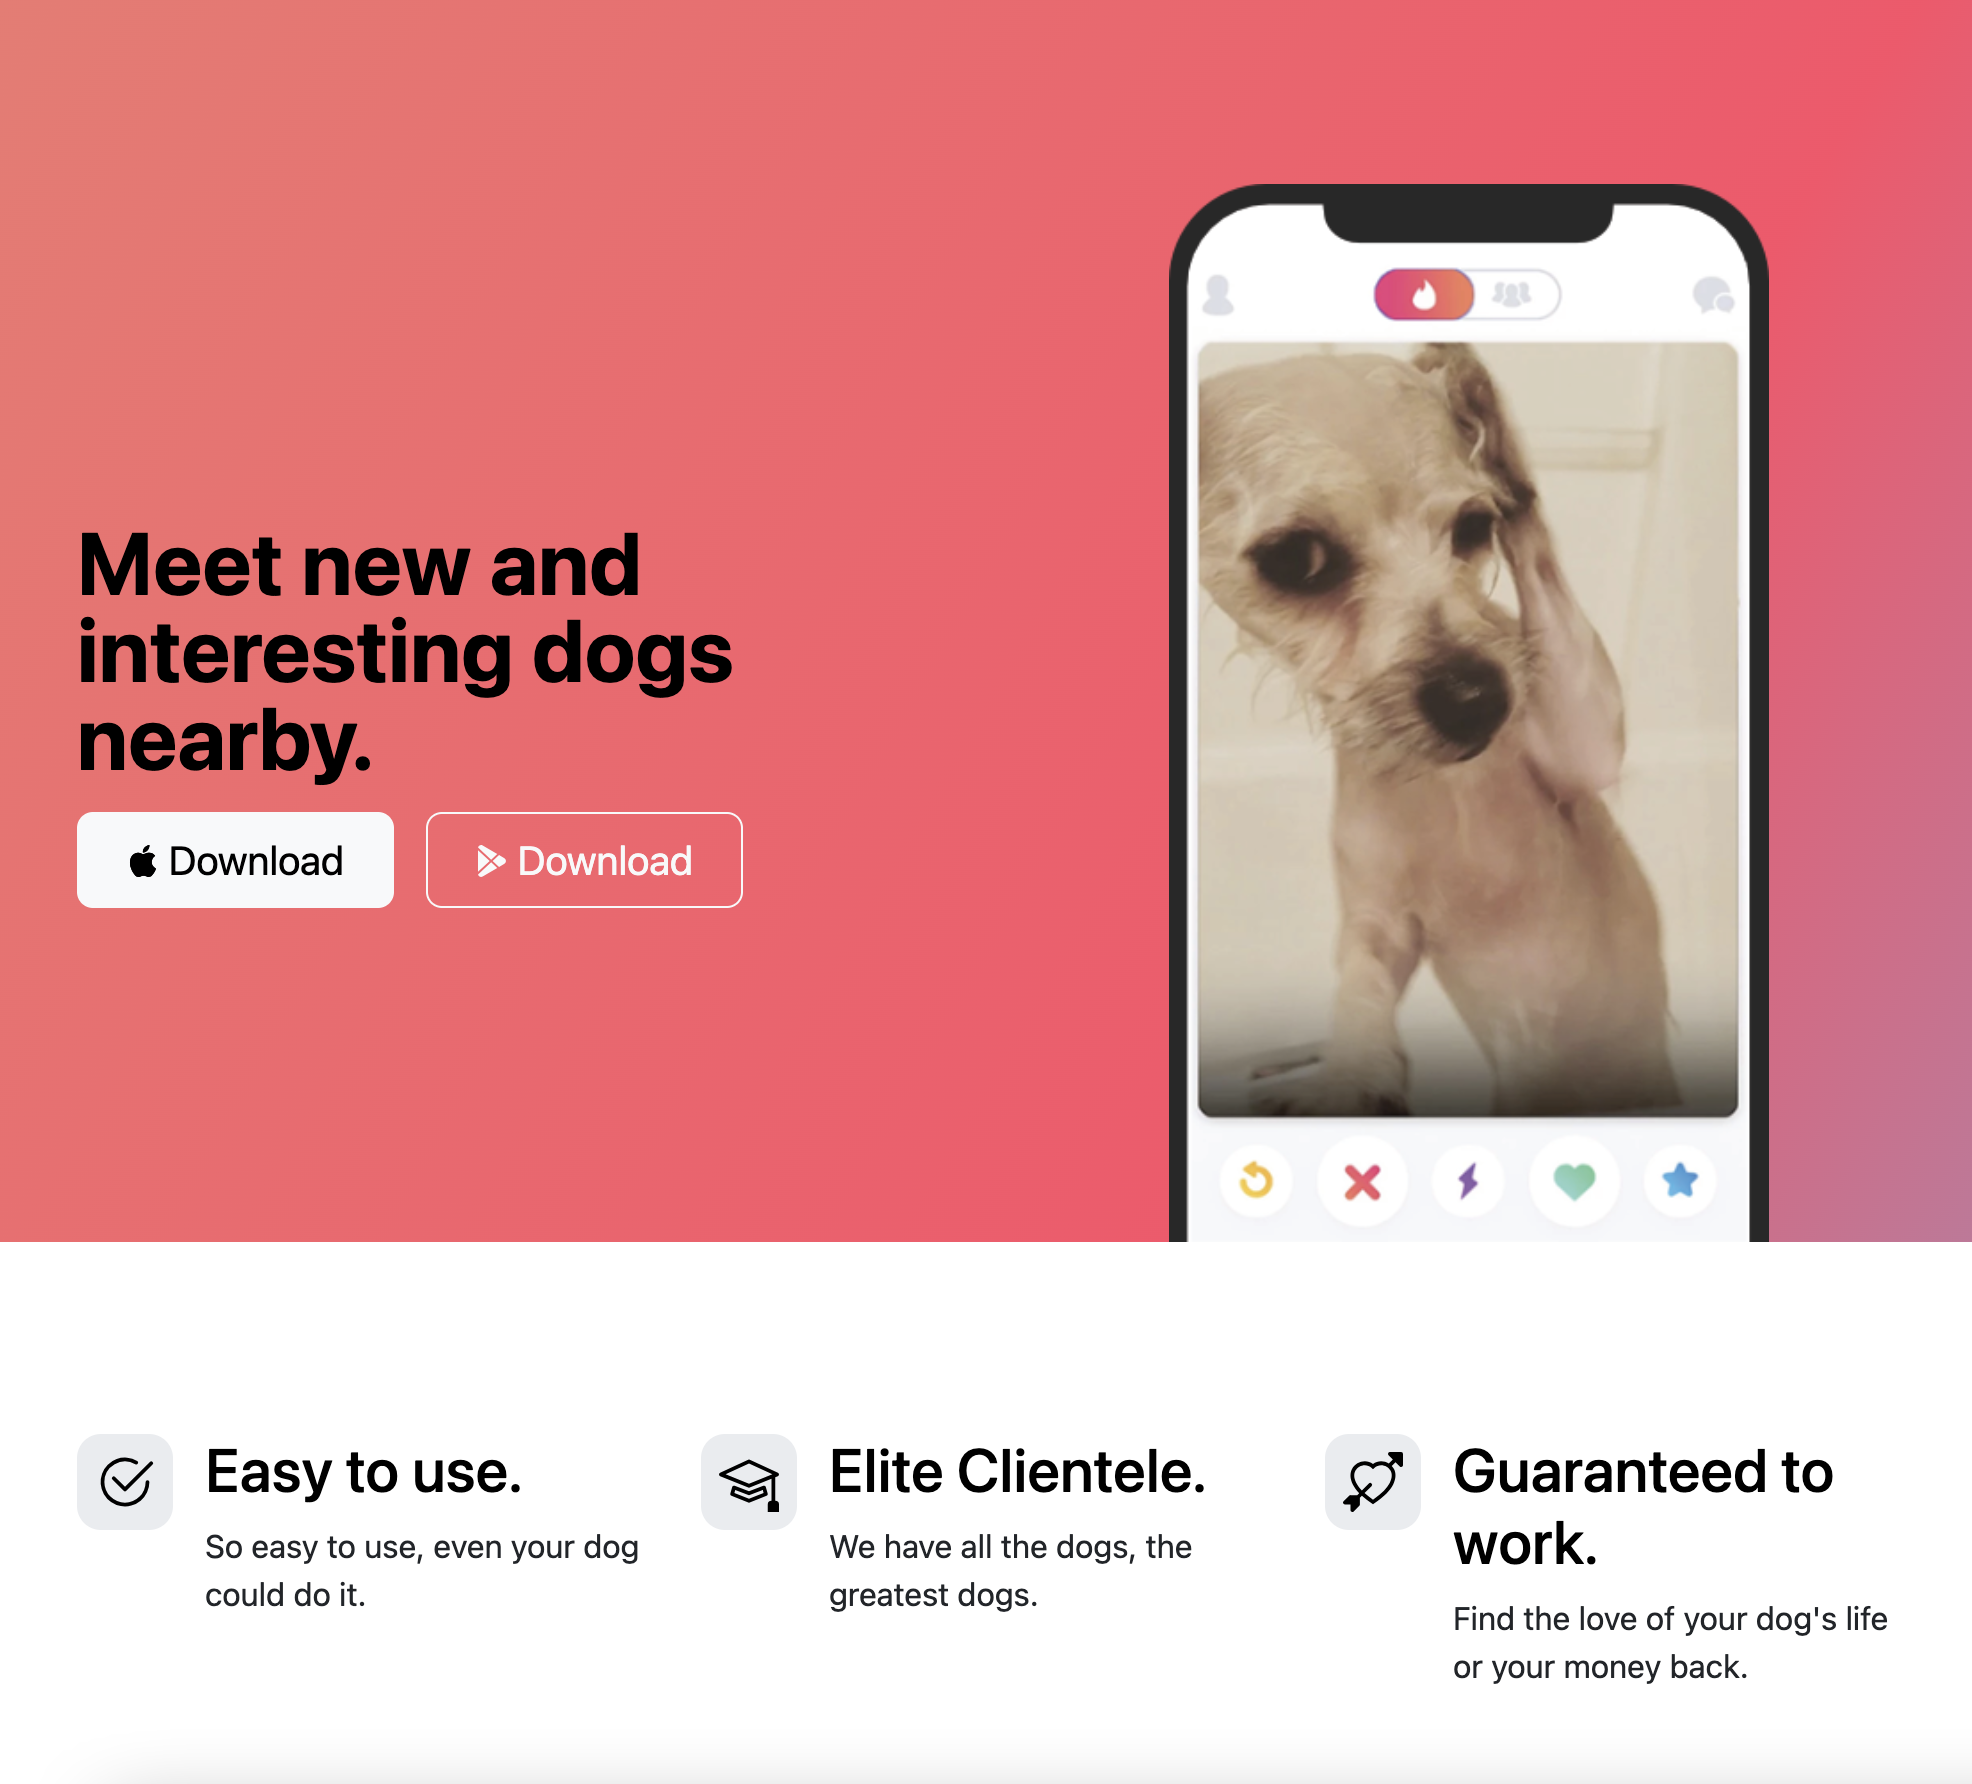 Meet new and
interesting dogs
nearby.
Download
Download
Easy to use.
So easy to use, even your dog
could do it.
Elite Clientele.
We have all the dogs, the
greatest dogs.
Guaranteed to
work.
Find the love of your dog's life
or your money back.